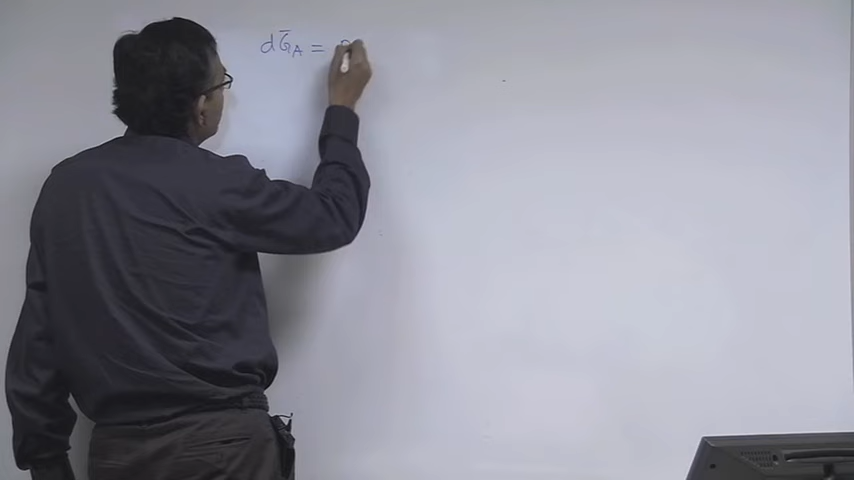 dḠ_A =